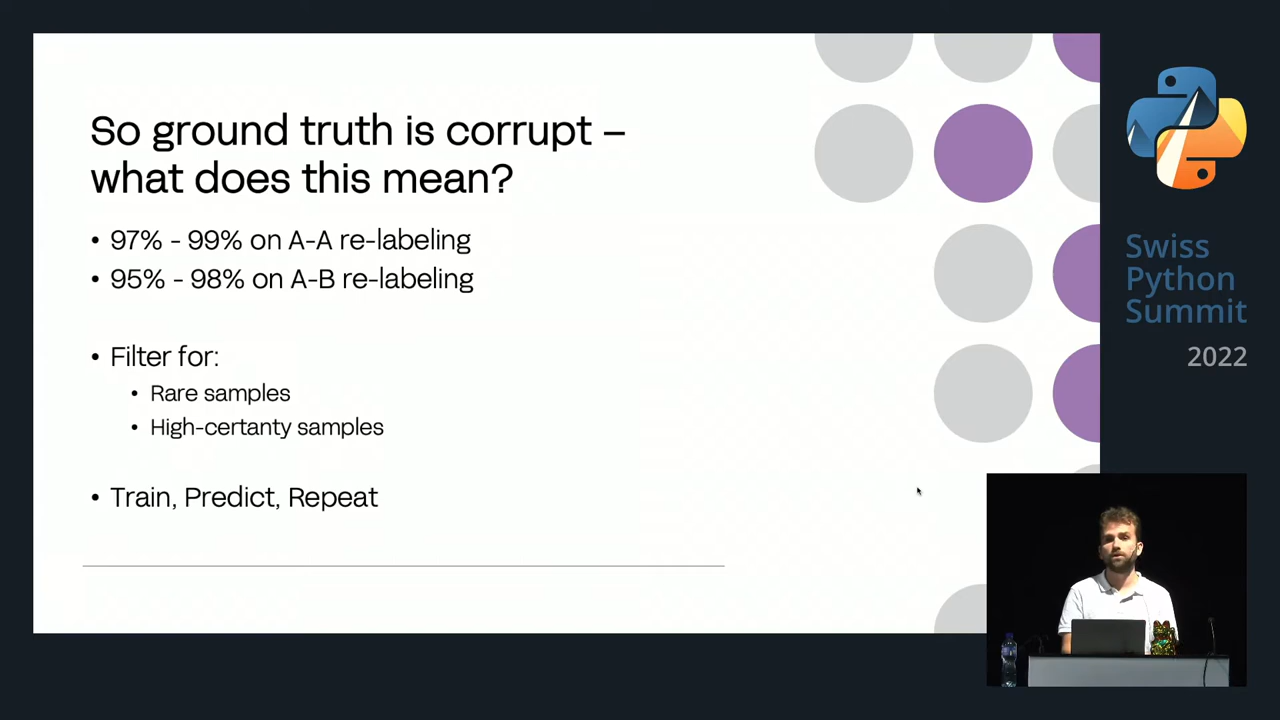 So ground truth is corrupt –
what does this mean?
• 97% - 99% on A-A re-labeling
• 95% - 98% on A-B re-labeling
• Filter for:
• Rare samples
• High-certanty samples
• Train, Predict, Repeat
Swiss
Python
Summit
2022